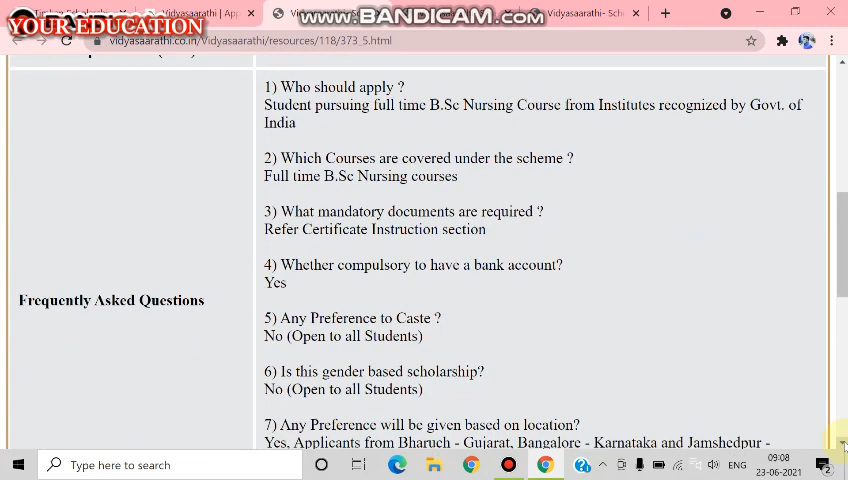 YOUR EDUCATION
WWW.BANDICAM.COM
Vidyasaarathi | Ap
Vidyasaarathi- Sch
vidyasaarathi.co.in/Vidyasaarathi/resources/118/373_5.html
1) Who should apply ?
Student pursuing full time B.Sc Nursing Course from Institutes recognized by Govt. of
India
2) Which Courses are covered under the scheme ?
Full time B.Sc Nursing courses
3) What mandatory documents are required ?
Refer Certificate Instruction section
4) Whether compulsory to have a bank account?
Yes
Frequently Asked Questions
5) Any Preference to Caste ?
No (Open to all Students)
6) Is this gender based scholarship?
No (Open to all Students)
7) Any Preference will be given based on location?
Yes, Applicants from Bharuch - Gujarat, Bangalore - Karnataka and Jamshedpur -
Type here to search
ENG
09:08
23-06-2021
2